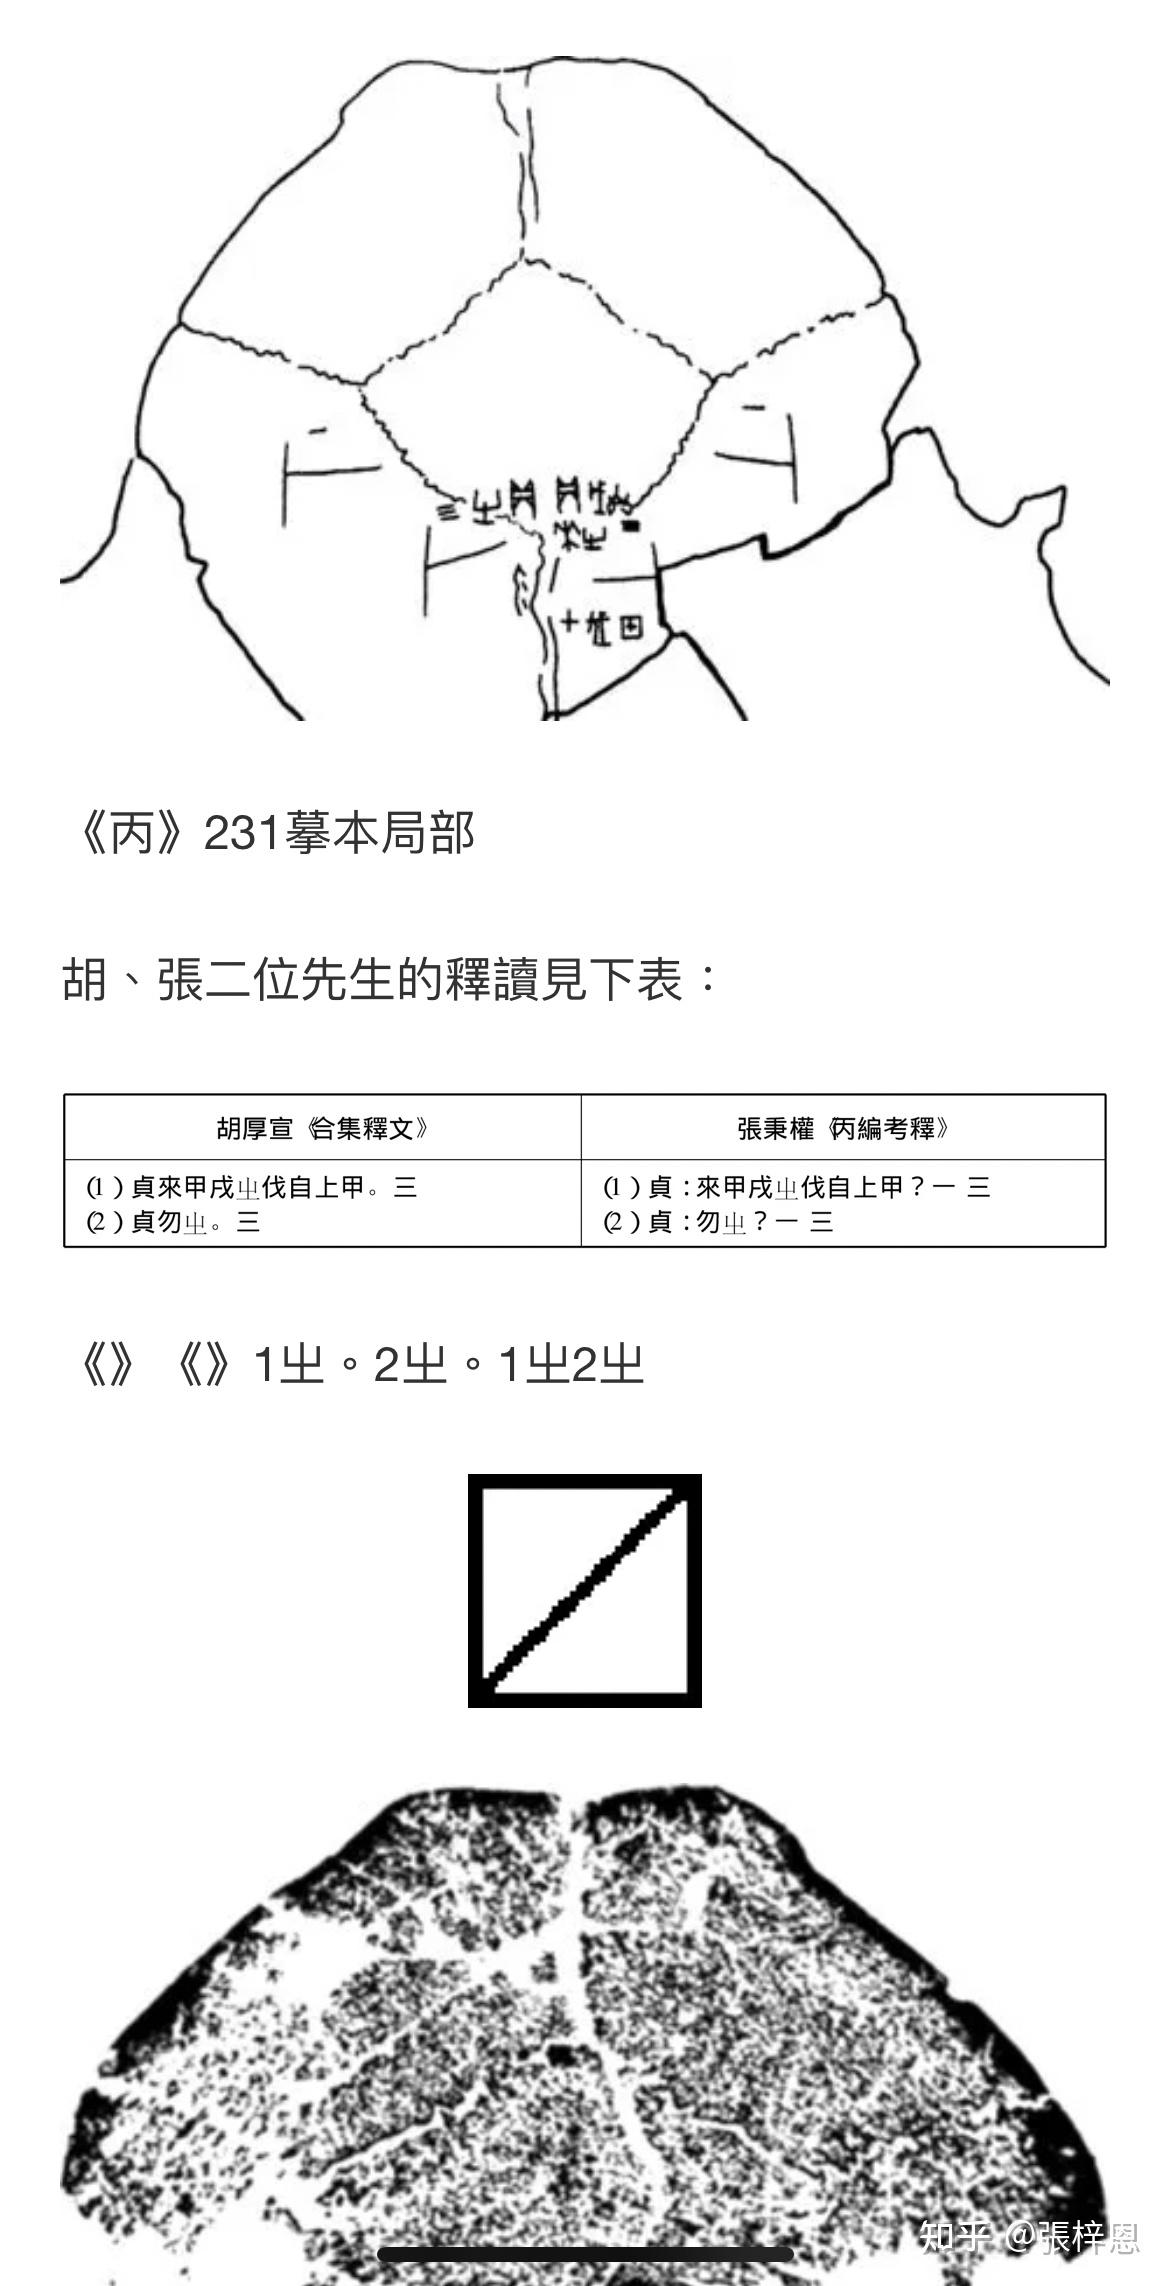 《丙》231摹本局部
胡、張二位先生的釋讀見下表：
胡厚宣《合集釋文》
張秉權《丙編考釋》
(1)貞來甲戌㞢伐自上甲。三
(2)貞勿㞢。三
(1)貞:來甲戌㞢伐自上甲？一 三
(2)貞:勿㞢？一 三
《》《》1㞢。2㞢。1㞢2㞢
知乎 @張梓恩